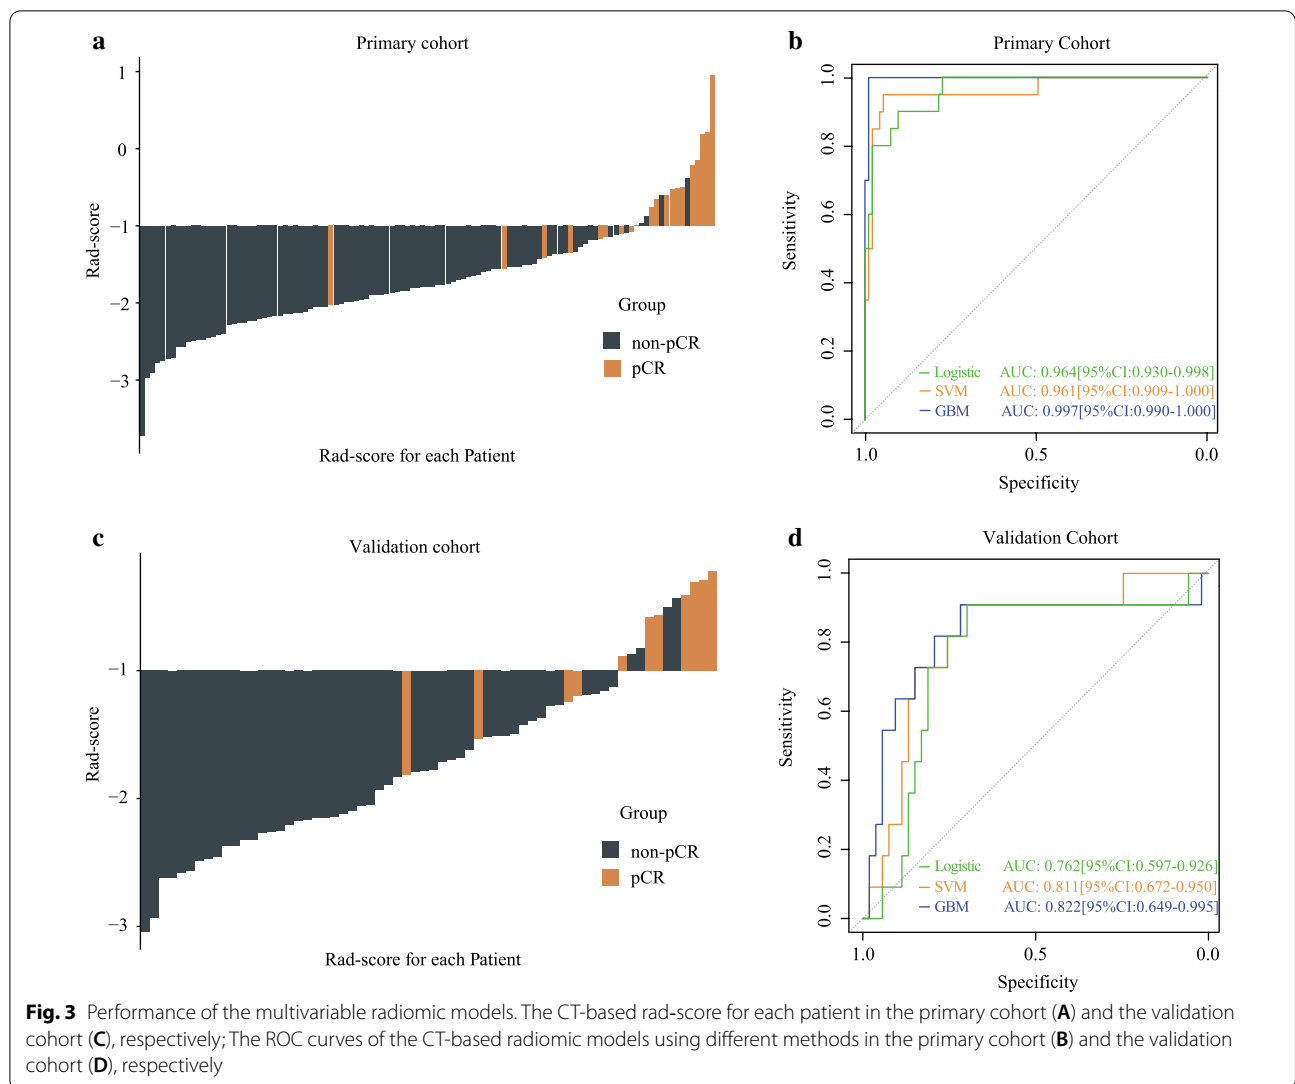 a
Primary cohort
1
0
−1
−2
−3
Rad-score
Group
non-pCR
pCR
Rad-score for each Patient
b
Primary Cohort
1.0
0.8
0.6
0.4
0.2
0.0
Sensitivity
Logistic AUC: 0.964[95%CI:0.930-0.998]
SVM AUC: 0.961[95%CI:0.909-1.000]
GBM AUC: 0.997[95%CI:0.990-1.000]
1.0 0.5 0.0
Specificity
c
Validation cohort
−1
−2
−3
Rad-score
Group
non-pCR
pCR
Rad-score for each Patient
d
Validation Cohort
1.0
0.8
0.6
0.4
0.2
0.0
Sensitivity
Logistic AUC: 0.762[95%CI:0.597-0.926]
SVM AUC: 0.811[95%CI:0.672-0.950]
GBM AUC: 0.822[95%CI:0.649-0.995]
1.0 0.5 0.0
Specificity
Fig. 3 Performance of the multivariable radiomic models. The CT-based rad-score for each patient in the primary cohort (A) and the validation
cohort (C), respectively; The ROC curves of the CT-based radiomic models using different methods in the primary cohort (B) and the validation
cohort (D), respectively